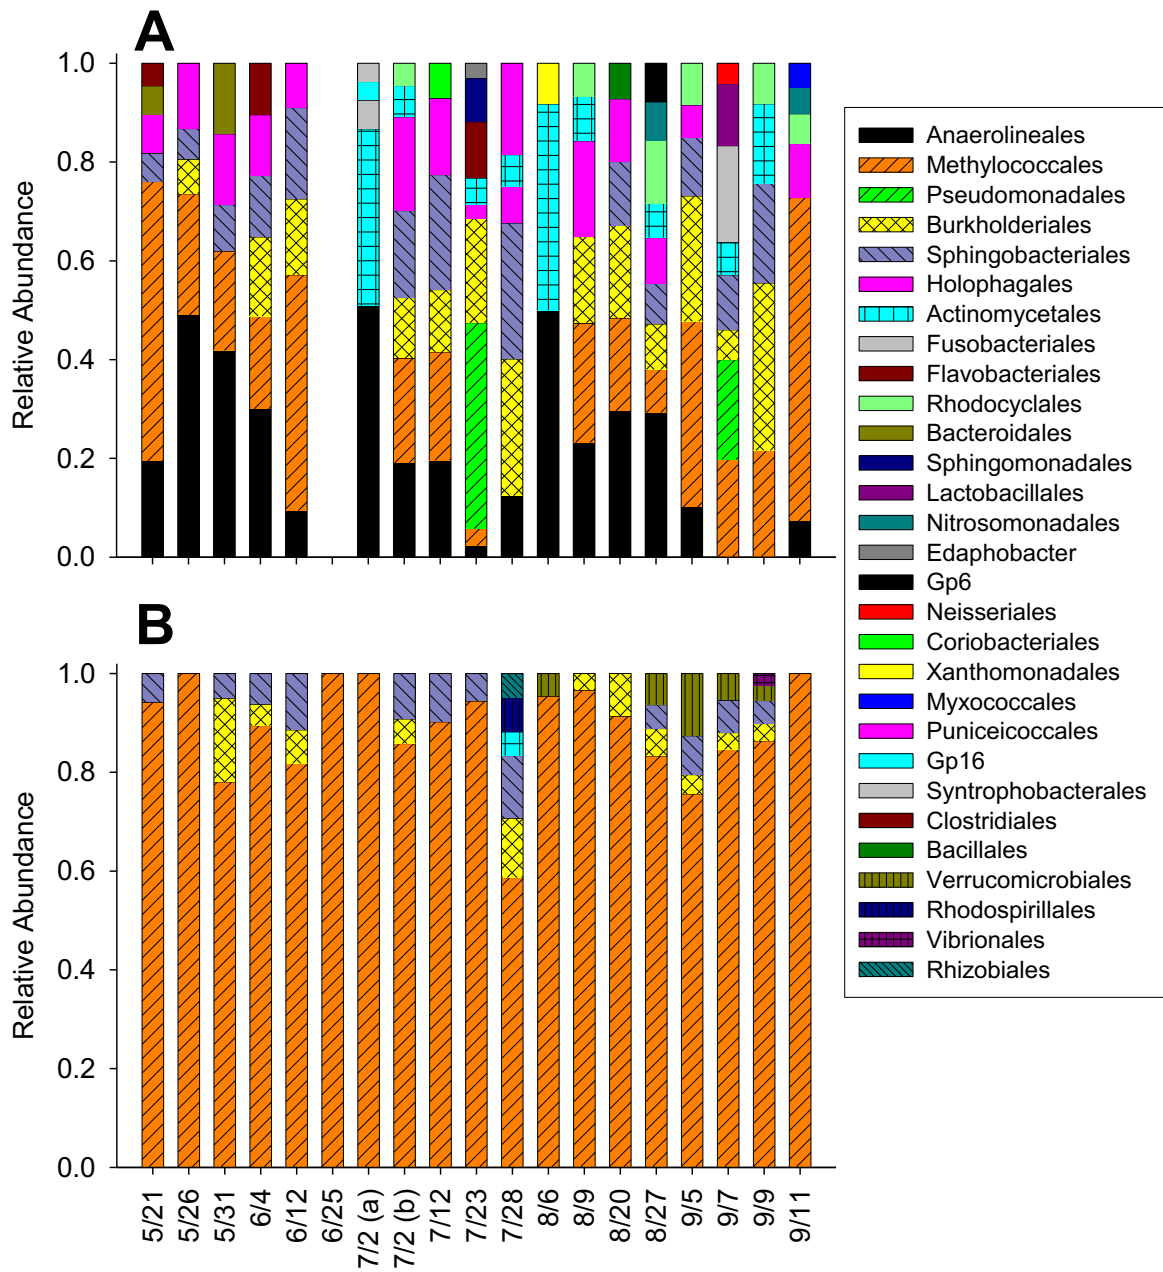 A
1.0
0.8
0.6
0.4
0.2
0.0
Relative Abundance
B
1.0
0.8
0.6
0.4
0.2
0.0
Relative Abundance
5/21
5/26
5/31
6/4
6/12
6/25
7/2 (a)
7/2 (b)
7/12
7/23
7/28
8/6
8/9
8/20
8/27
9/5
9/7
9/9
9/11
Anaerolineales
Methylococcales
Pseudomonadales
Burkholderiales
Sphingobacteriales
Holophagales
Actinomycetales
Fusobacteriales
Flavobacteriales
Rhodocyclales
Bacteroidales
Sphingomonadales
Lactobacillales
Nitrosomonadales
Edaphobacter
Gp6
Neisseriales
Coriobacteriales
Xanthomonadales
Myxococcales
Puniceicoccales
Gp16
Syntrophobacterales
Clostridiales
Bacillales
Verrucomicrobiales
Rhodospirillales
Vibrionales
Rhizobiales